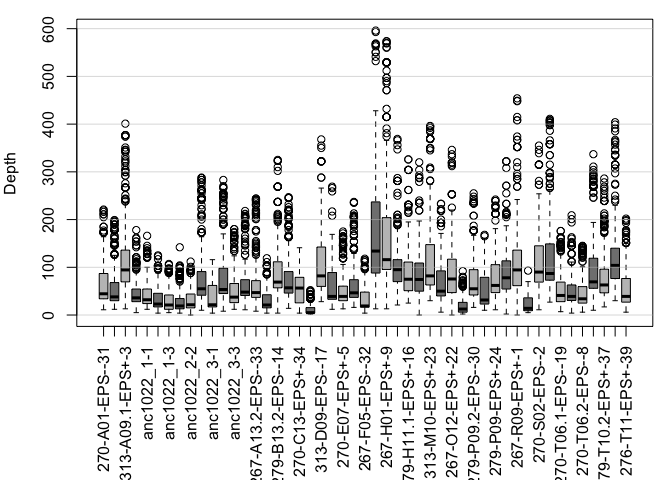 600
500
400
300
200
100
0
Depth
270-A01-EPS--31
313-A09.1-EPS+-3
anc1022_1-1
anc1022_1-3
anc1022_2-2
anc1022_3-1
anc1022_3-3
267-A13.2-EPS--33
279-B13.2-EPS--14
270-C13-EPS+-34
313-D09-EPS--17
270-E07-EPS+-5
267-F05-EPS--32
267-H01-EPS+-9
79-H11.1-EPS+-16
313-M10-EPS+-23
267-O12-EPS+-22
279-P09.2-EPS--30
279-P09-EPS+-24
267-R09-EPS+-1
270-S02-EPS--2
270-T06.1-EPS--19
270-T06.2-EPS--8
79-T10.2-EPS+-37
276-T11-EPS+-39